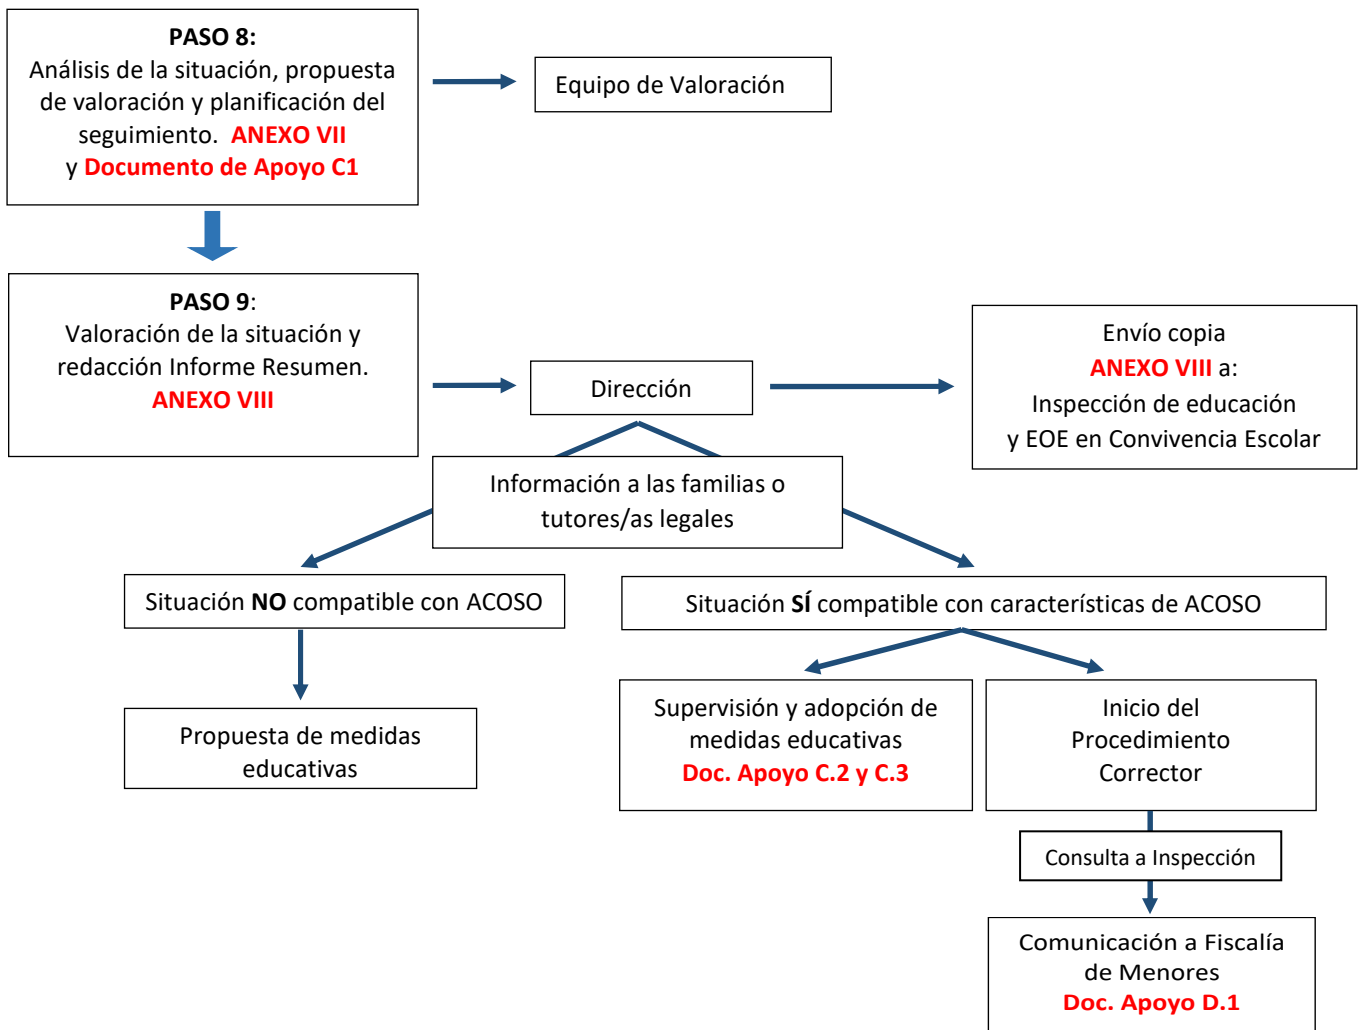 PASO 8:
Análisis de la situación, propuesta
de valoración y planificación del
seguimiento. ANEXO VII
y Documento de Apoyo C1
Equipo de Valoración
PASO 9:
Valoración de la situación y
redacción Informe Resumen.
ANEXO VIII
Dirección
Envío copia
ANEXO VIII a:
Inspección de educación
y EOE en Convivencia Escolar
Información a las familias o
tutores/as legales
Situación NO compatible con ACOSO
Situación SÍ compatible con características de ACOSO
Propuesta de medidas
educativas
Supervisión y adopción de
medidas educativas
Doc. Apoyo C.2 y C.3
Inicio del
Procedimiento
Corrector
Consulta a Inspección
Comunicación a Fiscalía
de Menores
Doc. Apoyo D.1